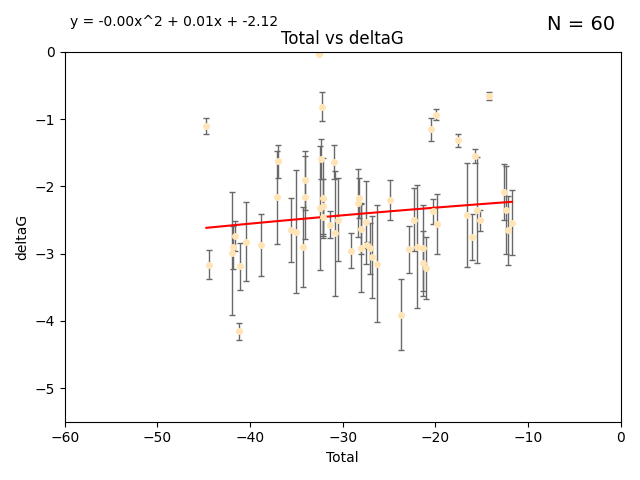 y = -0.00x^2 + 0.01x + -2.12
N = 60
Total vs deltaG
0
−1
−2
−3
−4
−5
deltaG
−60 −50 −40 −30 −20 −10 0
Total